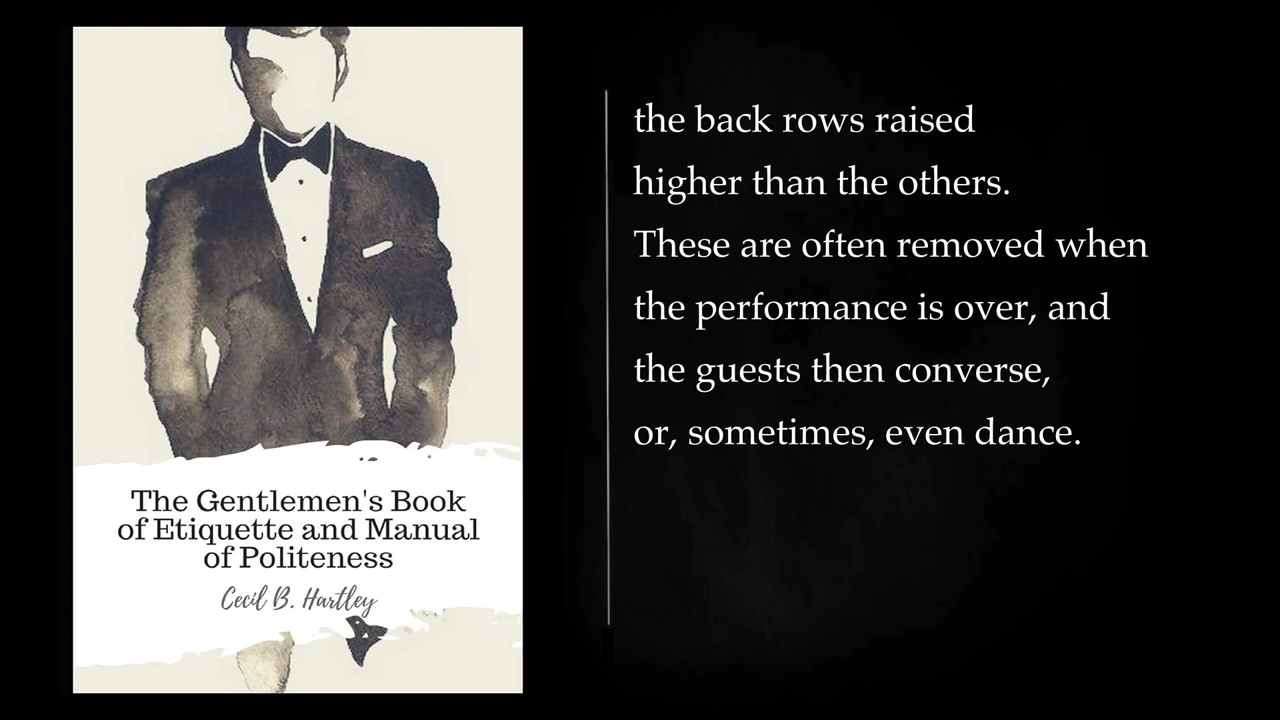 The Gentlemen's Book
of Etiquette and Manual
of Politeness
Cecil B. Hartley
the back rows raised
higher than the others.
These are often removed when
the performance is over, and
the guests then converse,
or, sometimes, even dance.